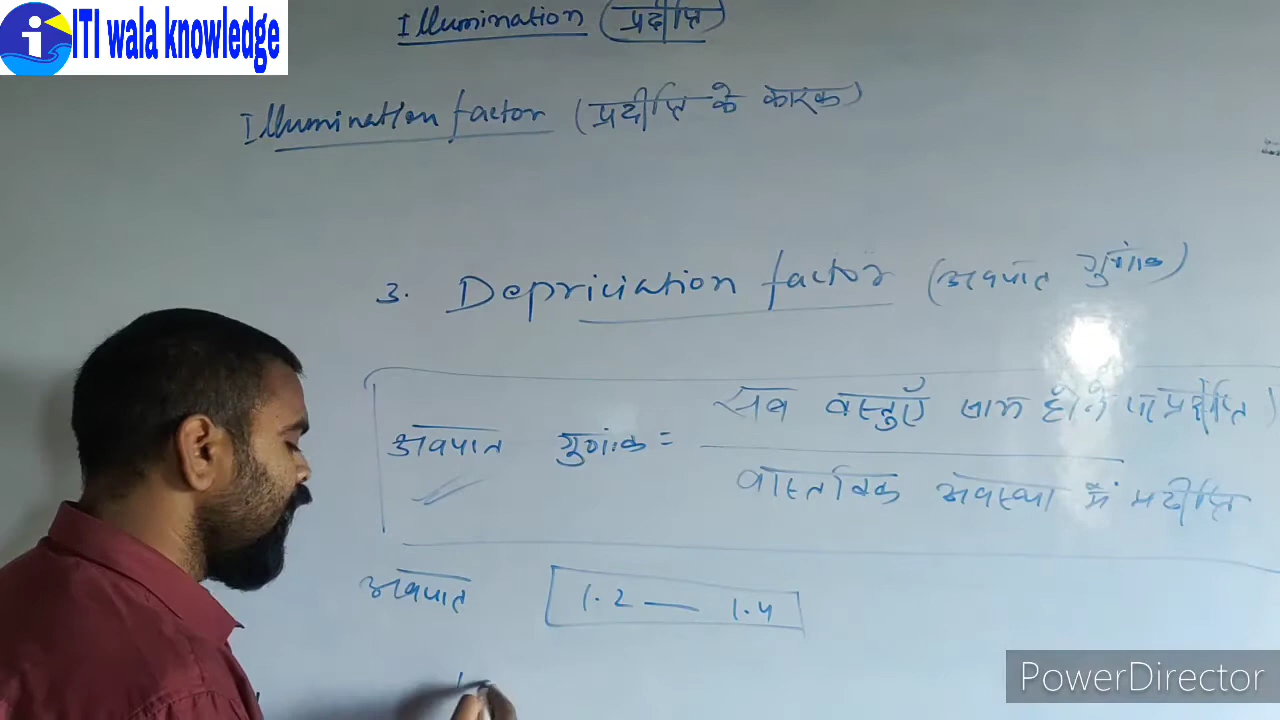 ITI wala knowledge
Illumination (प्रदीप्ति)
Illumination factor (प्रदीप्ति के कारक)
3. Depriciation factor (अवपात गुणांक)
अवपात गुणांक = सब वस्तुएँ साफ होने पर प्रदीप्ति
वास्तविक अवस्था में प्रदीप्ति
अवपात 1.2 — 1.4
PowerDirector